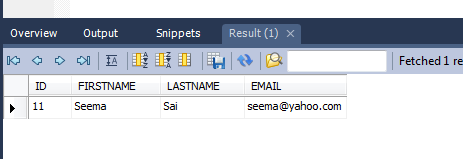 Overview Output Snippets Result (1)
Fetched 1 re
ID FIRSTNAME LASTNAME EMAIL
11 Seema Sai seema@yahoo.com